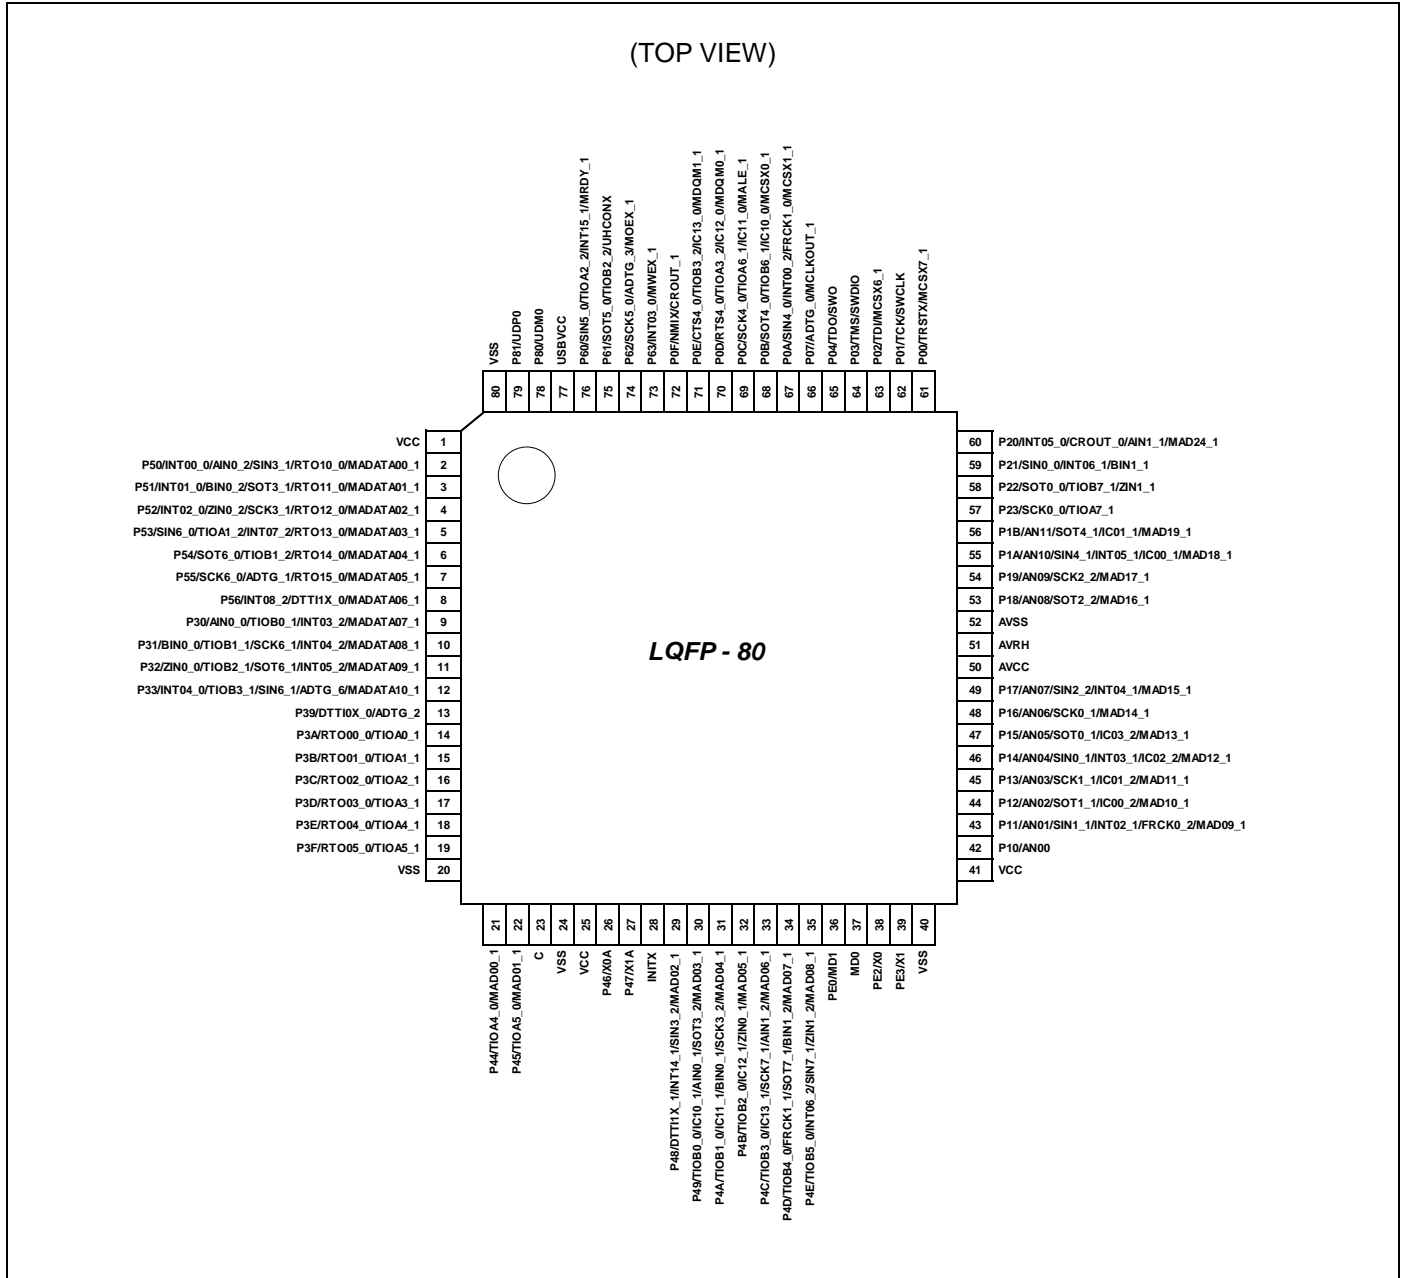 (TOP VIEW)
VSS
P81/UDP0
P80/UDM0
USBVCC
P60/SIN5_0/TIOA2_2/INT15_1/MRDY_1
P61/SOT5_0/TIOB2_2/UHCONX
P62/SCK5_0/ADTG_3/MOEX_1
P63/INT03_0/MWEX_1
P0F/NMIX/CROUT_1
P0E/CTS4_0/TIOB3_2/IC13_0/MDQM1_1
P0D/RTS4_0/TIOA3_2/IC12_0/MDQM0_1
P0C/SCK4_0/TIOA6_1/IC11_0/MALE_1
P0B/SOT4_0/TIOB6_1/IC10_0/MCSX0_1
P0A/SIN4_0/INT00_2/FRCK1_0/MCSX1_1
P07/ADTG_0/MCLKOUT_1
P04/TDO/SWO
P03/TMS/SWDIO
P02/TDI/MCSX6_1
P01/TCK/SWCLK
P00/TRSTX/MCSX7_1
80 79 78 77 76 75 74 73 72 71 70 69 68 67 66 65 64 63 62 61
VCC 1
P50/INT00_0/AIN0_2/SIN3_1/RTO10_0/MADATA00_1 2
P51/INT01_0/BIN0_2/SOT3_1/RTO11_0/MADATA01_1 3
P52/INT02_0/ZIN0_2/SCK3_1/RTO12_0/MADATA02_1 4
P53/SIN6_0/TIOA1_2/INT07_2/RTO13_0/MADATA03_1 5
P54/SOT6_0/TIOB1_2/RTO14_0/MADATA04_1 6
P55/SCK6_0/ADTG_1/RTO15_0/MADATA05_1 7
P56/INT08_2/DTTI1X_0/MADATA06_1 8
P30/AIN0_0/TIOB0_1/INT03_2/MADATA07_1 9
P31/BIN0_0/TIOB1_1/SCK6_1/INT04_2/MADATA08_1 10
P32/ZIN0_0/TIOB2_1/SOT6_1/INT05_2/MADATA09_1 11
P33/INT04_0/TIOB3_1/SIN6_1/ADTG_6/MADATA10_1 12
P39/DTTI0X_0/ADTG_2 13
P3A/RTO00_0/TIOA0_1 14
P3B/RTO01_0/TIOA1_1 15
P3C/RTO02_0/TIOA2_1 16
P3D/RTO03_0/TIOA3_1 17
P3E/RTO04_0/TIOA4_1 18
P3F/RTO05_0/TIOA5_1 19
VSS 20
LQFP - 80
60 P20/INT05_0/CROUT_0/AIN1_1/MAD24_1
59 P21/SIN0_0/INT06_1/BIN1_1
58 P22/SOT0_0/TIOB7_1/ZIN1_1
57 P23/SCK0_0/TIOA7_1
56 P1B/AN11/SOT4_1/IC01_1/MAD19_1
55 P1A/AN10/SIN4_1/INT05_1/IC00_1/MAD18_1
54 P19/AN09/SCK2_2/MAD17_1
53 P18/AN08/SOT2_2/MAD16_1
52 AVSS
51 AVRH
50 AVCC
49 P17/AN07/SIN2_2/INT04_1/MAD15_1
48 P16/AN06/SCK0_1/MAD14_1
47 P15/AN05/SOT0_1/IC03_2/MAD13_1
46 P14/AN04/SIN0_1/INT03_1/IC02_2/MAD12_1
45 P13/AN03/SCK1_1/IC01_2/MAD11_1
44 P12/AN02/SOT1_1/IC00_2/MAD10_1
43 P11/AN01/SIN1_1/INT02_1/FRCK0_2/MAD09_1
42 P10/AN00
41 VCC
21 22 23 24 25 26 27 28 29 30 31 32 33 34 35 36 37 38 39 40
P44/TIOA4_0/MAD00_1
P45/TIOA5_0/MAD01_1
C
VSS
VCC
P46/X0A
P47/X1A
INITX
P48/DTTI1X_1/INT14_1/SIN3_2/MAD02_1
P49/TIOB0_0/IC10_1/AIN0_1/SOT3_2/MAD03_1
P4A/TIOB1_0/IC11_1/BIN0_1/SCK3_2/MAD04_1
P4B/TIOB2_0/IC12_1/ZIN0_1/MAD05_1
P4C/TIOB3_0/IC13_1/SCK7_1/AIN1_2/MAD06_1
P4D/TIOB4_0/FRCK1_1/SOT7_1/BIN1_2/MAD07_1
P4E/TIOB5_0/INT06_2/SIN7_1/ZIN1_2/MAD08_1
PE0/MD1
MD0
PE2/X0
PE3/X1
VSS